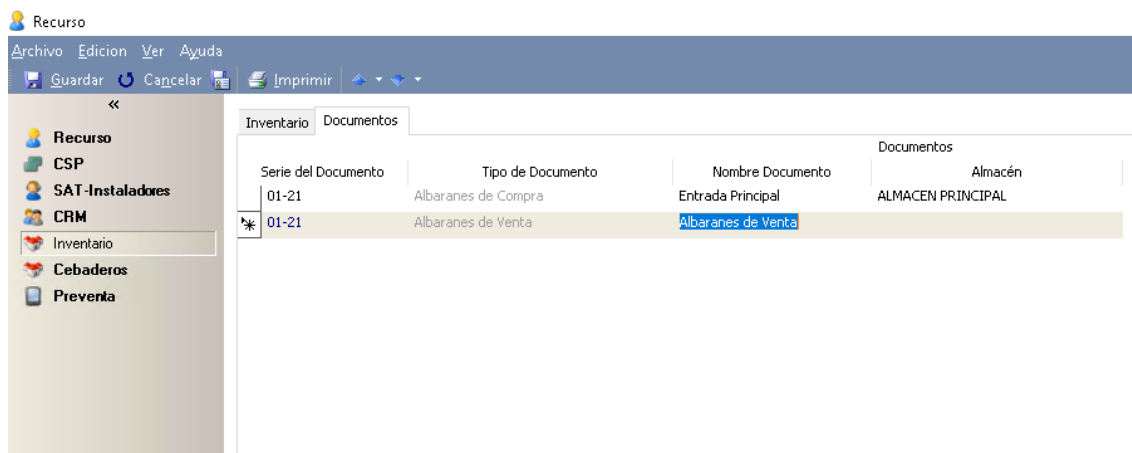 Recurso
Archivo Edicion Ver Ayuda
Guardar Cancelar Imprimir
«
Recurso
CSP
SAT-Instaladores
CRM
Inventario
Cebaderos
Preventa
Inventario Documentos
Documentos
Serie del Documento Tipo de Documento Nombre Documento Almacén
01-21 Albaranes de Compra Entrada Principal ALMACEN PRINCIPAL
01-21 Albaranes de Venta Albaranes de Venta